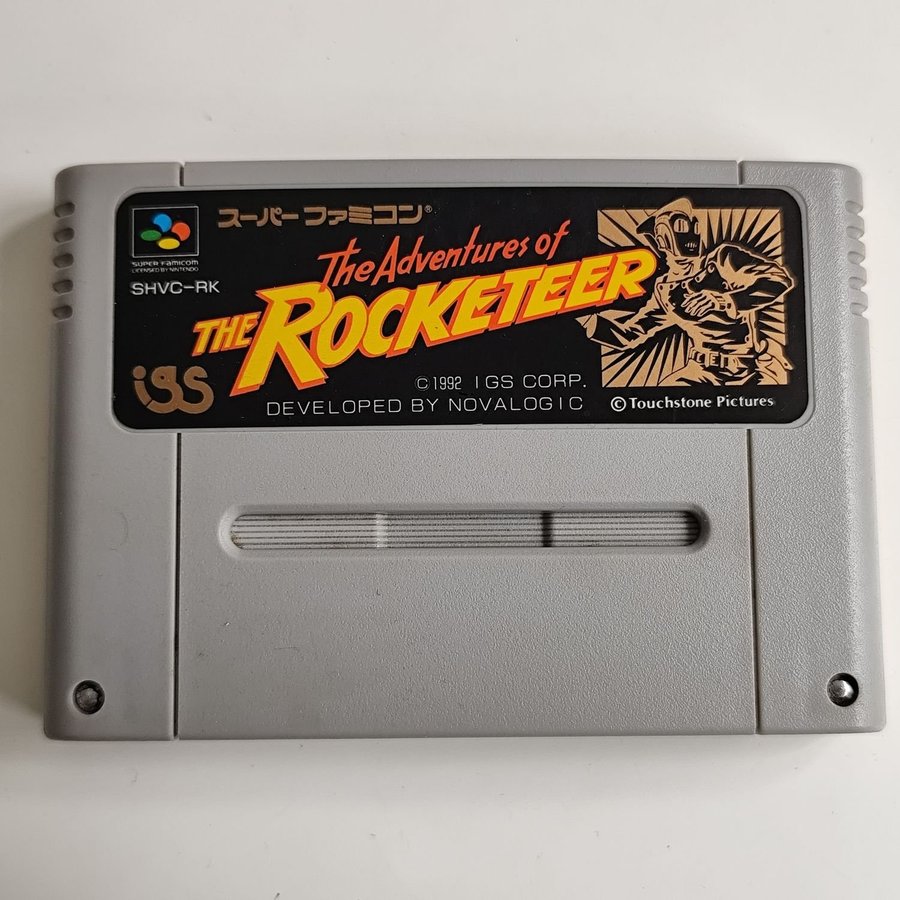 スーパーファミコン®
SUPER Famicom
LICENSED BY NINTENDO
SHVC-RK
The Adventures of
THE ROCKETEER
igs
© 1992 IGS CORP.
DEVELOPED BY NOVALOGIC
© Touchstone Pictures